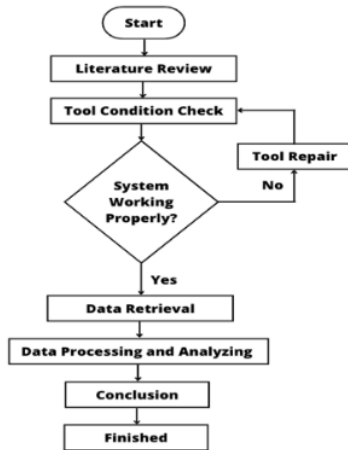 Start
Literature Review
Tool Condition Check
Tool Repair
System
Working
Properly?
No
Yes
Data Retrieval
Data Processing and Analyzing
Conclusion
Finished